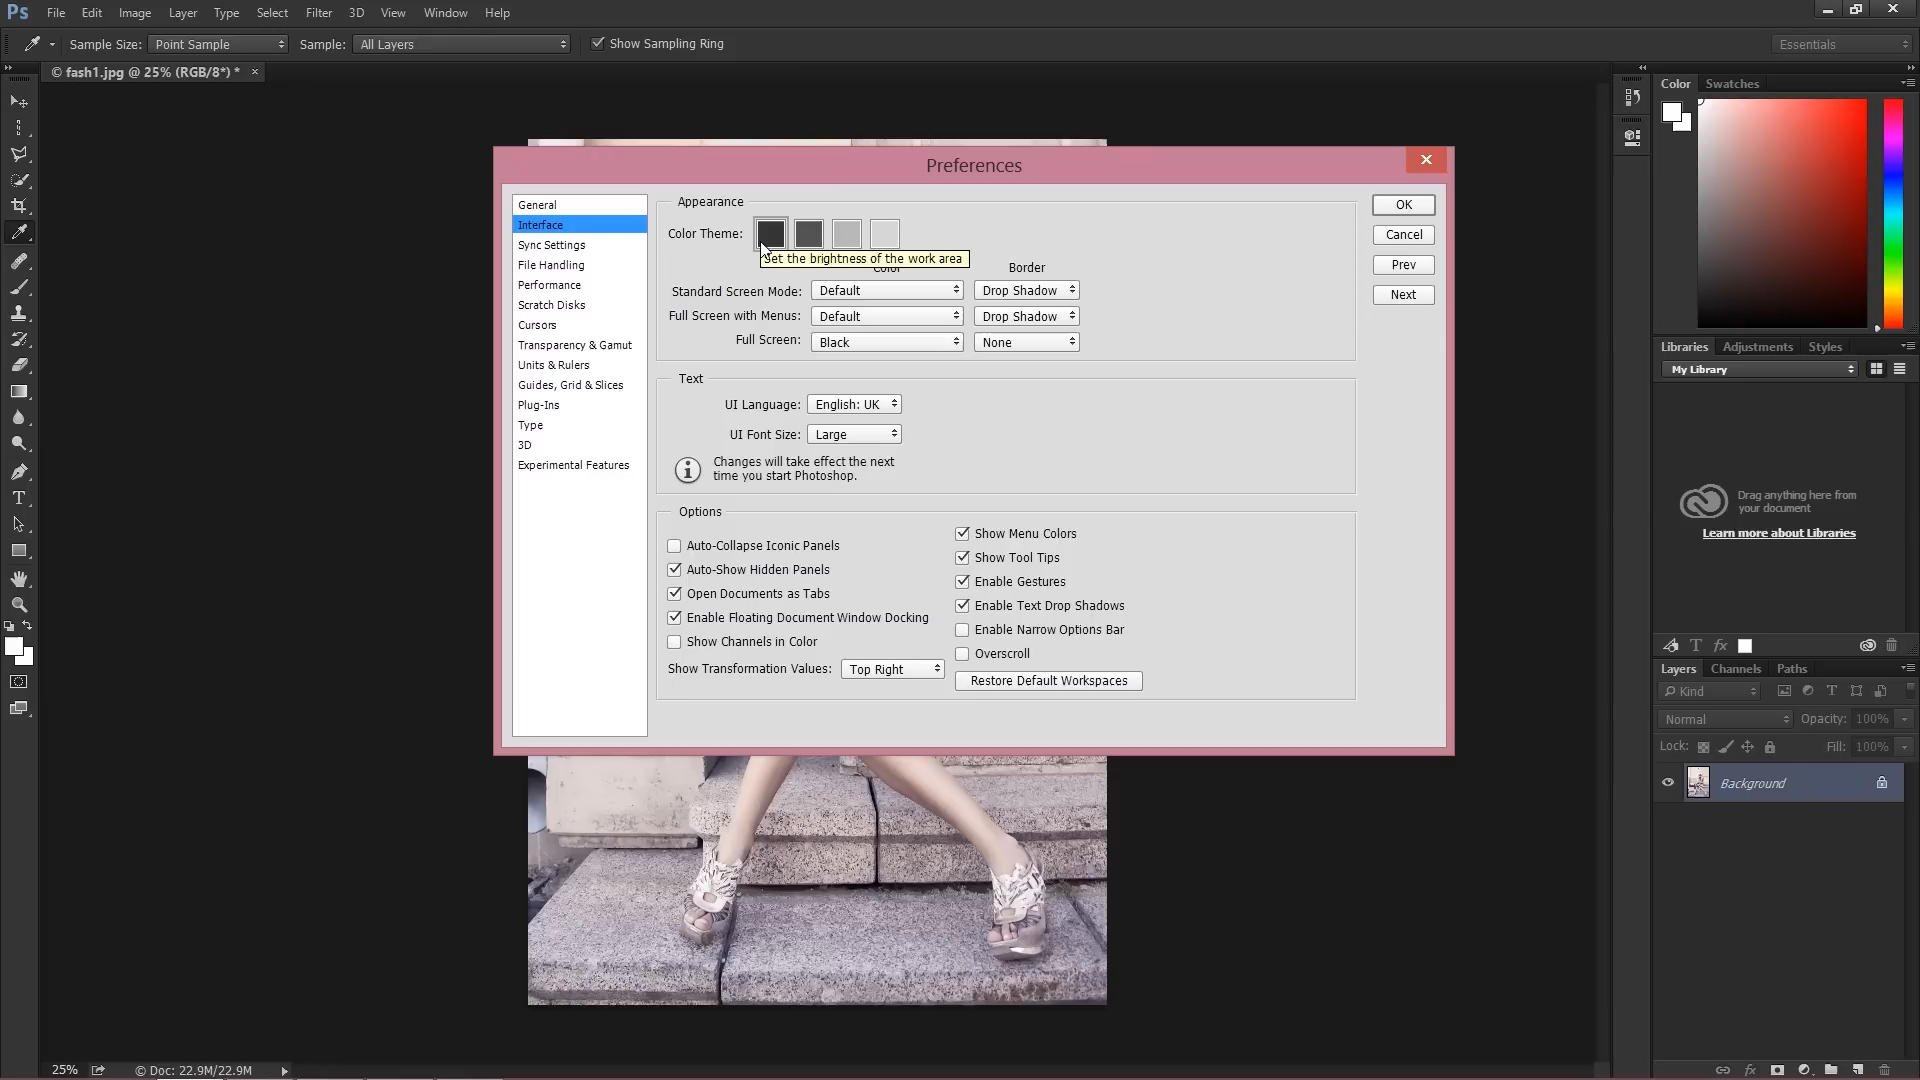 Ps File Edit Image Layer Type Select Filter 3D View Window Help
Sample Size: Point Sample Sample: All Layers Show Sampling Ring Essentials
© fash1.jpg @ 25% (RGB/8*) * ×
Color Swatches
Preferences
General
Interface
Sync Settings
File Handling
Performance
Scratch Disks
Cursors
Transparency & Gamut
Units & Rulers
Guides, Grid & Slices
Plug-Ins
Type
3D
Experimental Features
Appearance
Color Theme:
Set the brightness of the work area
Color Border
Standard Screen Mode: Default Drop Shadow
Full Screen with Menus: Default Drop Shadow
Full Screen: Black None
Text
UI Language: English: UK
UI Font Size: Large
Changes will take effect the next
time you start Photoshop.
Options
Auto-Collapse Iconic Panels
Auto-Show Hidden Panels
Open Documents as Tabs
Enable Floating Document Window Docking
Show Channels in Color
Show Transformation Values: Top Right
Show Menu Colors
Show Tool Tips
Enable Gestures
Enable Text Drop Shadows
Enable Narrow Options Bar
Overscroll
Restore Default Workspaces
OK
Cancel
Prev
Next
Libraries Adjustments Styles
My Library
Drag anything here from
your document
Learn more about Libraries
Layers Channels Paths
Kind
Normal Opacity: 100%
Lock: Fill: 100%
Background
25% © Doc: 22.9M/22.9M